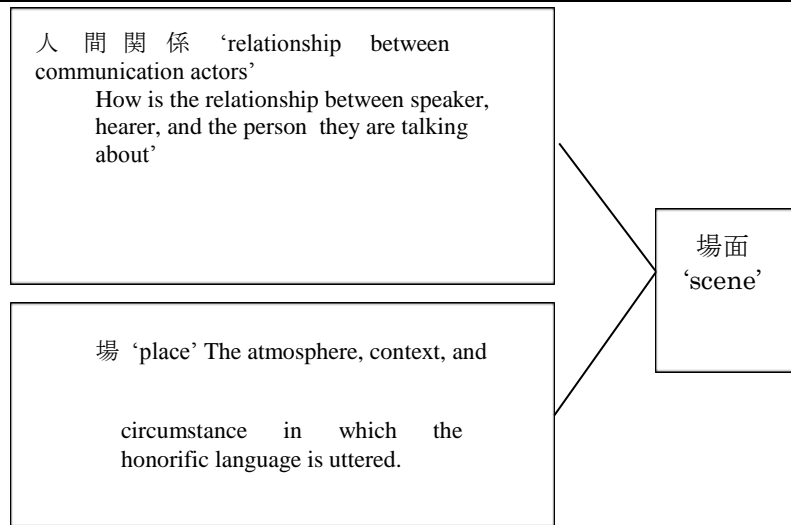 人間関係 ‘relationship between
communication actors’
How is the relationship between speaker,
hearer, and the person they are talking
about’
場 ‘place’ The atmosphere, context, and
circumstance in which the
honorific language is uttered.
場面
‘scene’